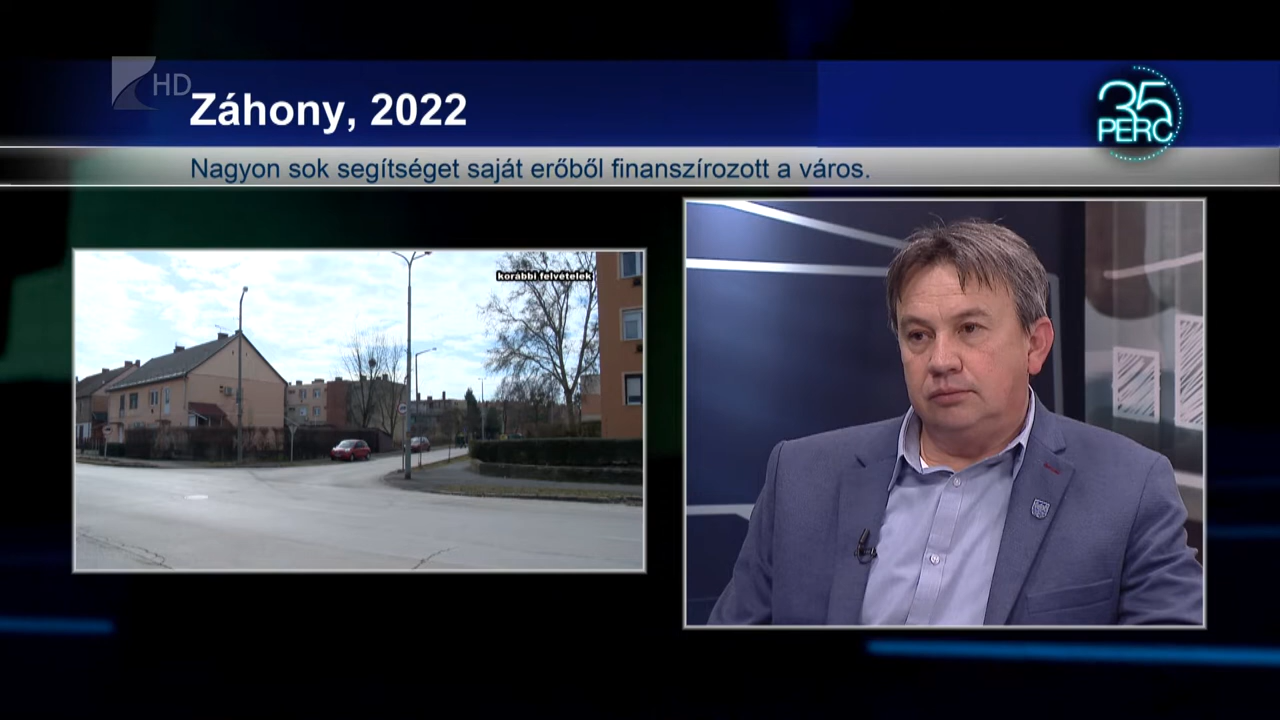 HD
Záhony, 2022
35
PERC
Nagyon sok segítséget saját erőből finanszírozott a város.
korábbi felvételek